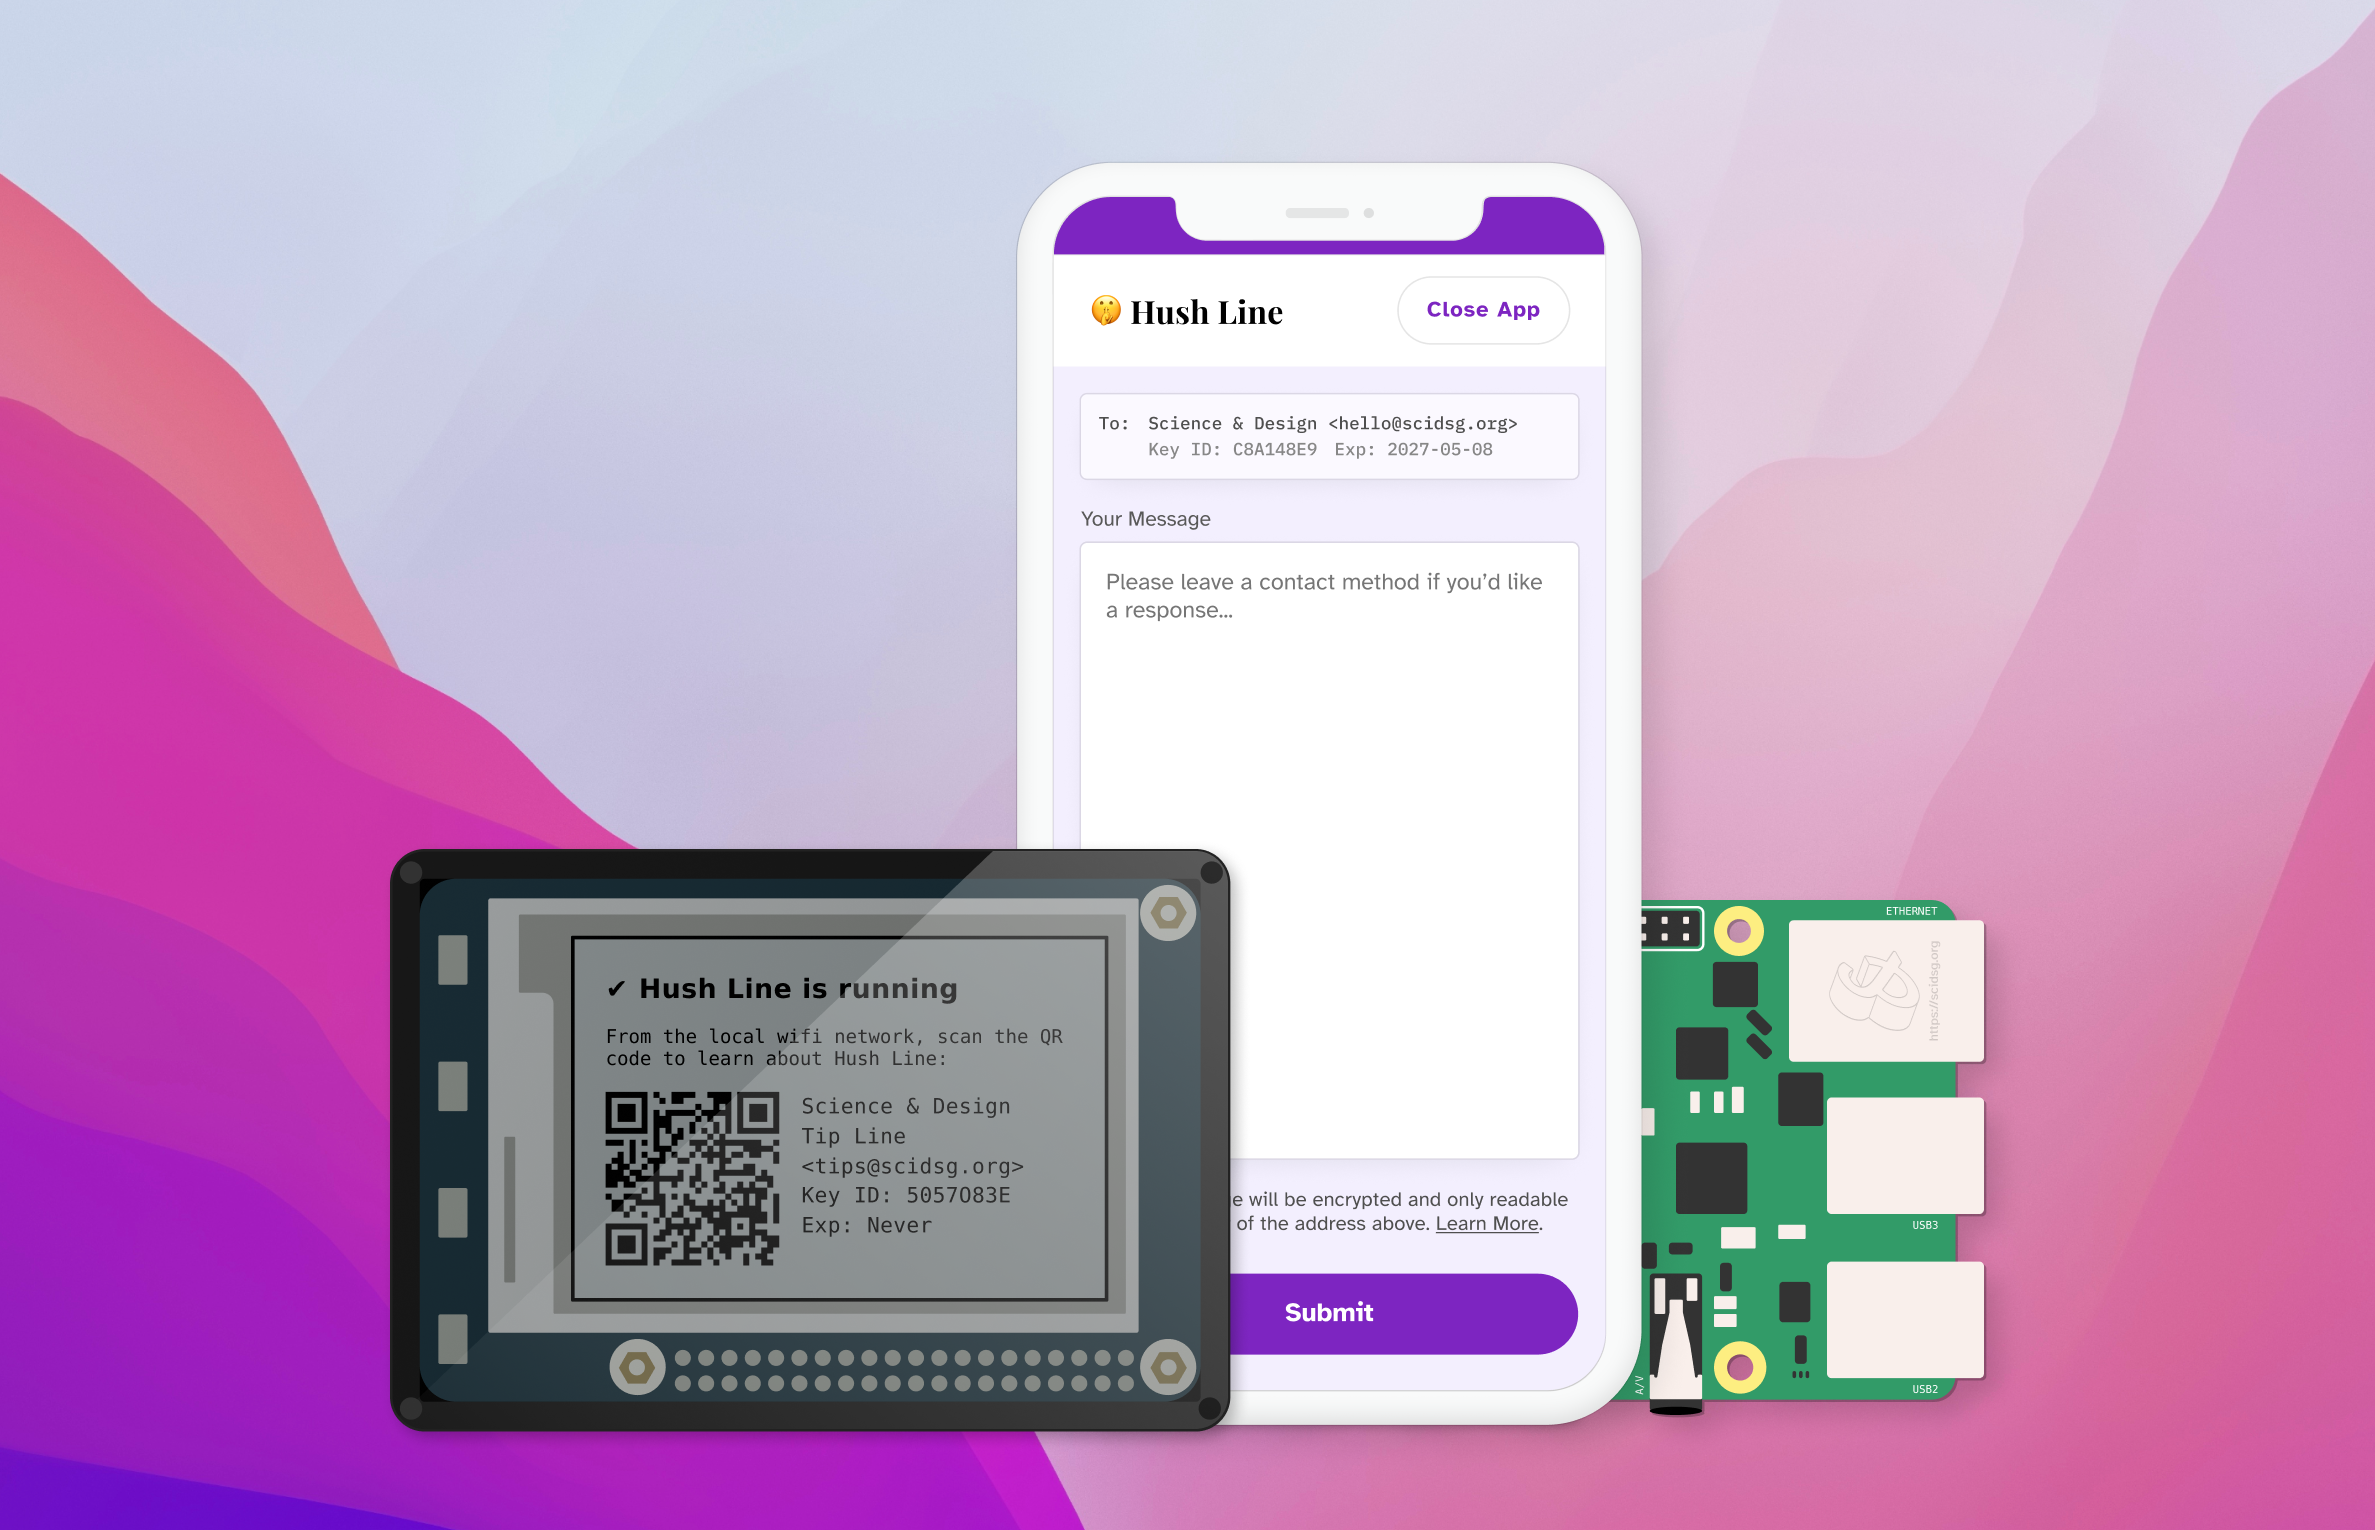 Hush Line
Close App
To: Science & Design <hello@scidsg.org>
Key ID: C8A148E9 Exp: 2027-05-08
Your Message
Please leave a contact method if you’d like
a response...
will be encrypted and only readable
of the address above. Learn More.
Submit
✔ Hush Line is running
From the local wifi network, scan the QR
code to learn about Hush Line:
Science & Design
Tip Line
<tips@scidsg.org>
Key ID: 5057083E
Exp: Never
ETHERNET
https://scidsg.org
USB3
USB2
A/V